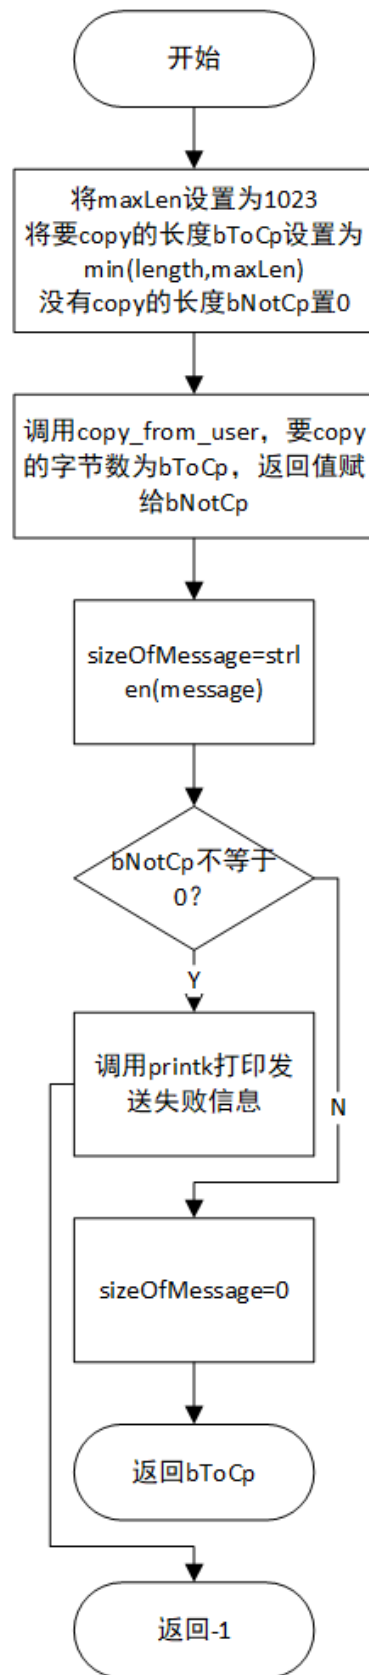 开始
将maxLen设置为1023
将要copy的长度bToCp设置为
min(length,maxLen)
没有copy的长度bNotCp置0
调用copy_from_user，要copy
的字节数为bToCp，返回值赋
给bNotCp
sizeOfMessage=strl
en(message)
bNotCp不等于
0？
Y
调用printk打印发
送失败信息
N
sizeOfMessage=0
返回bToCp
返回-1